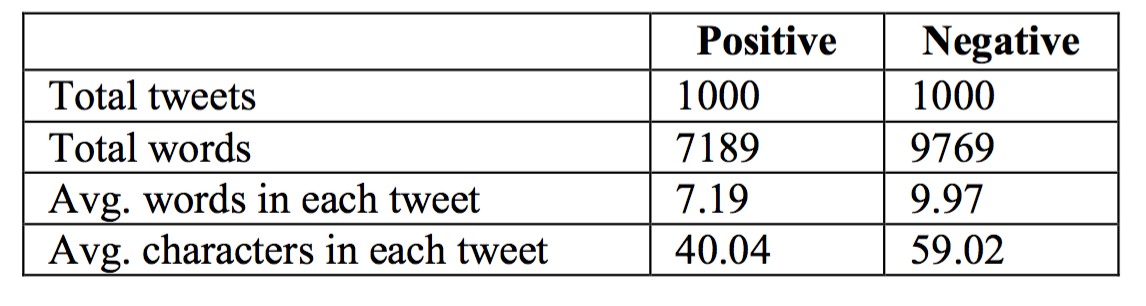 Positive Negative
Total tweets 1000 1000
Total words 7189 9769
Avg. words in each tweet 7.19 9.97
Avg. characters in each tweet 40.04 59.02